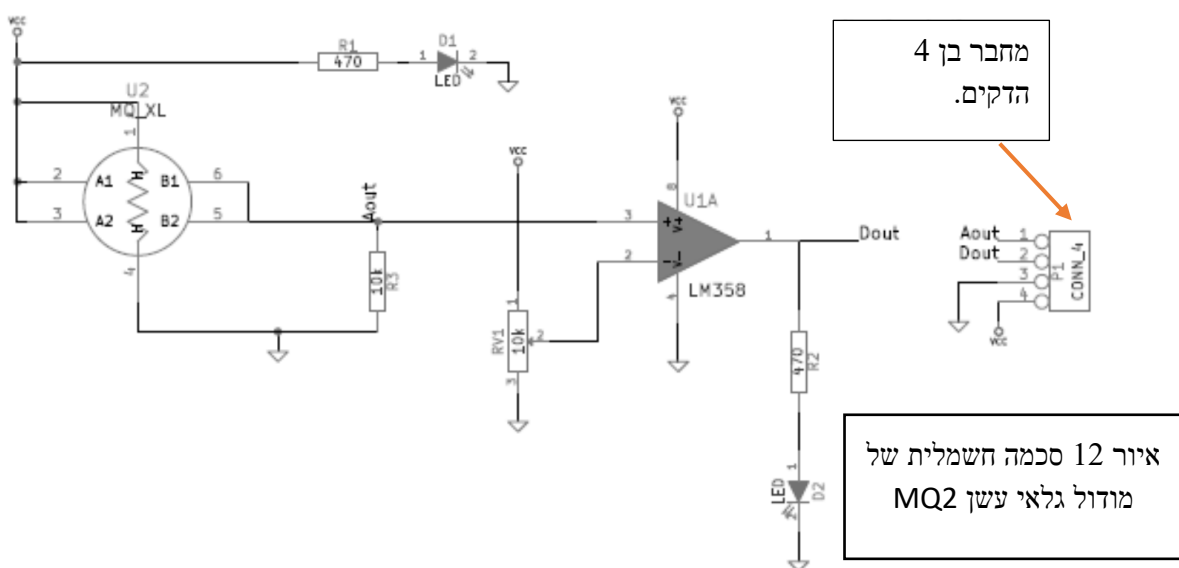 VCC
R1
470
1
D1
2
LED
U2
MQ_XL
1
2
A1
B1
6
3
A2
B2
5
4
Aout
10k
R3
VCC
1
RV1
10k
2
3
VCC
8
U1A
3
+
V+
2
-
V-
1
4
LM358
Dout
470
R2
1
LED
D2
2
מחבר בן 4
הדקים.
Aout
1
Dout
2
3
4
P1
CONN_4
VCC
איור 12 סכמה חשמלית של
מודול גלאי עשן MQ2